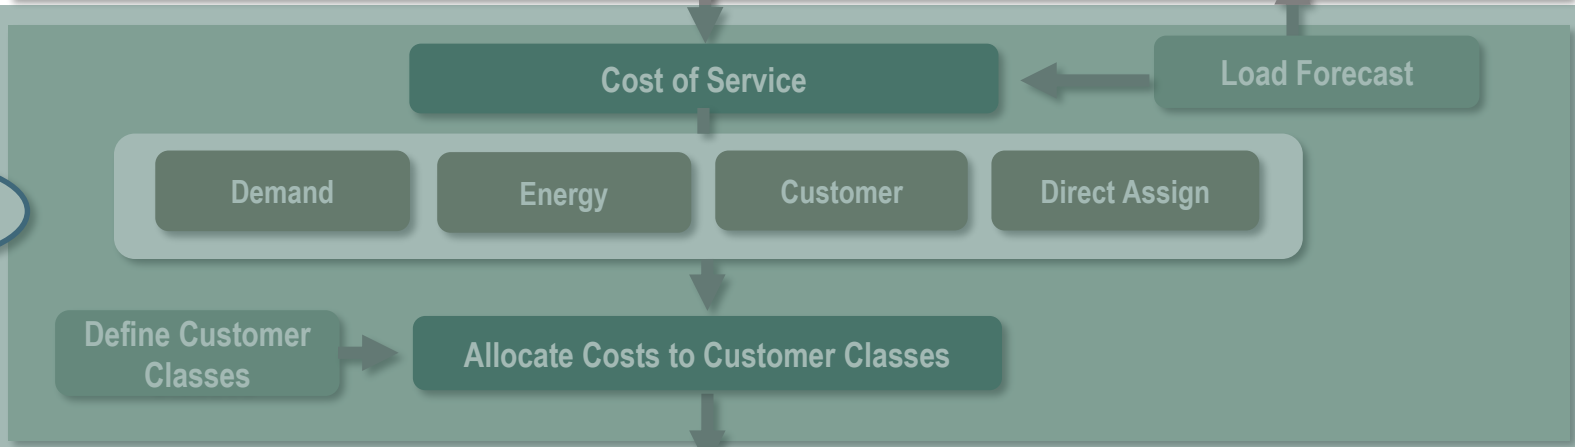 Cost of Service
Load Forecast
Demand
Energy
Customer
Direct Assign
Define Customer
Classes
Allocate Costs to Customer Classes